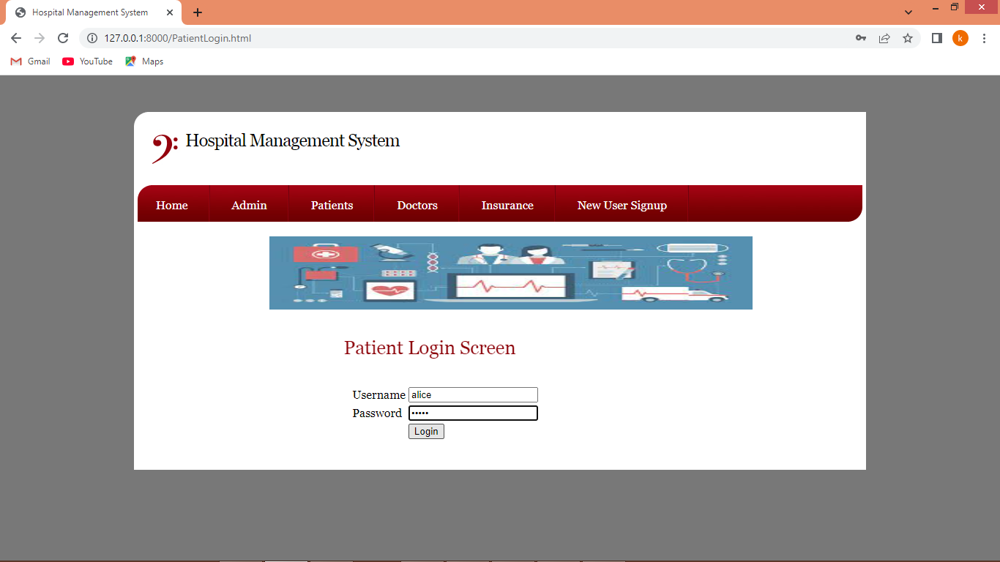 Hospital Management System
127.0.0.1:8000/PatientLogin.html
k
Gmail YouTube Maps
Hospital Management System
Home Admin Patients Doctors Insurance New User Signup
Patient Login Screen
Username alice
Password •••••
Login